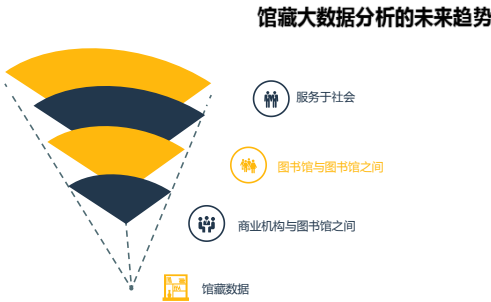 馆藏大数据分析的未来趋势
服务于社会
图书馆与图书馆之间
商业机构与图书馆之间
馆藏数据